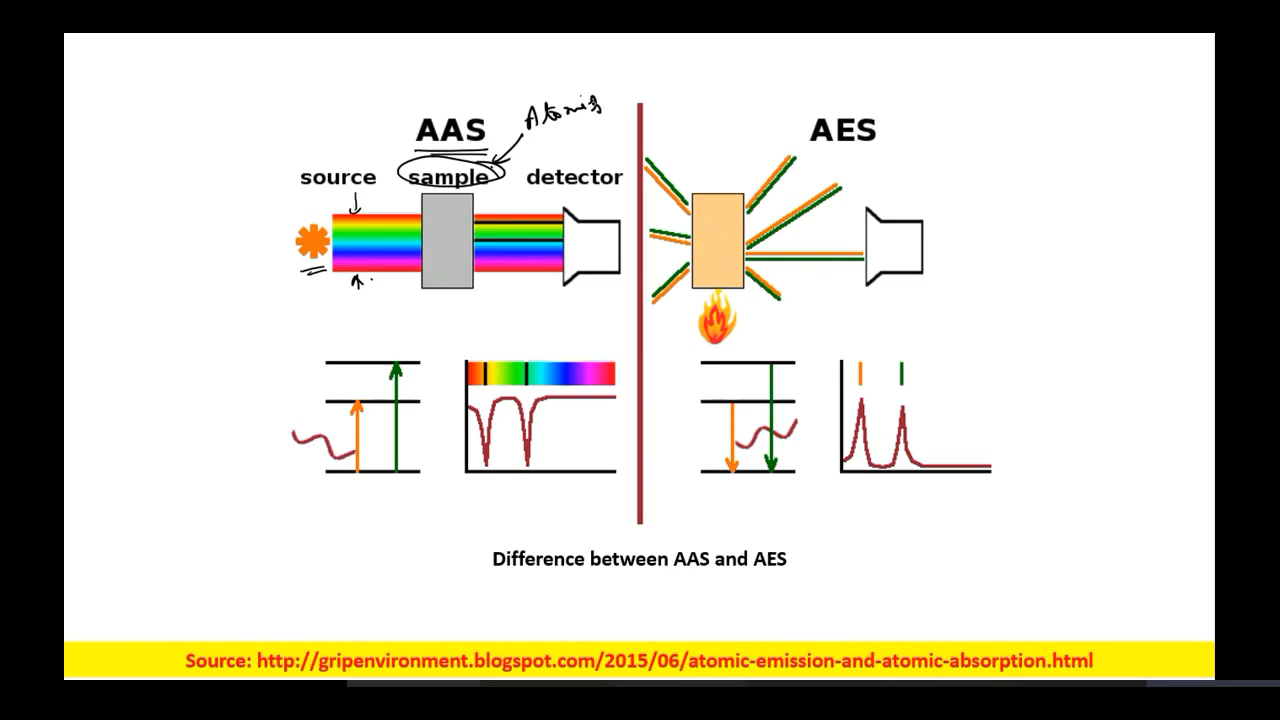 AAS
AES
source sample detector
Difference between AAS and AES
Source: http://gripenvironment.blogspot.com/2015/06/atomic-emission-and-atomic-absorption.html